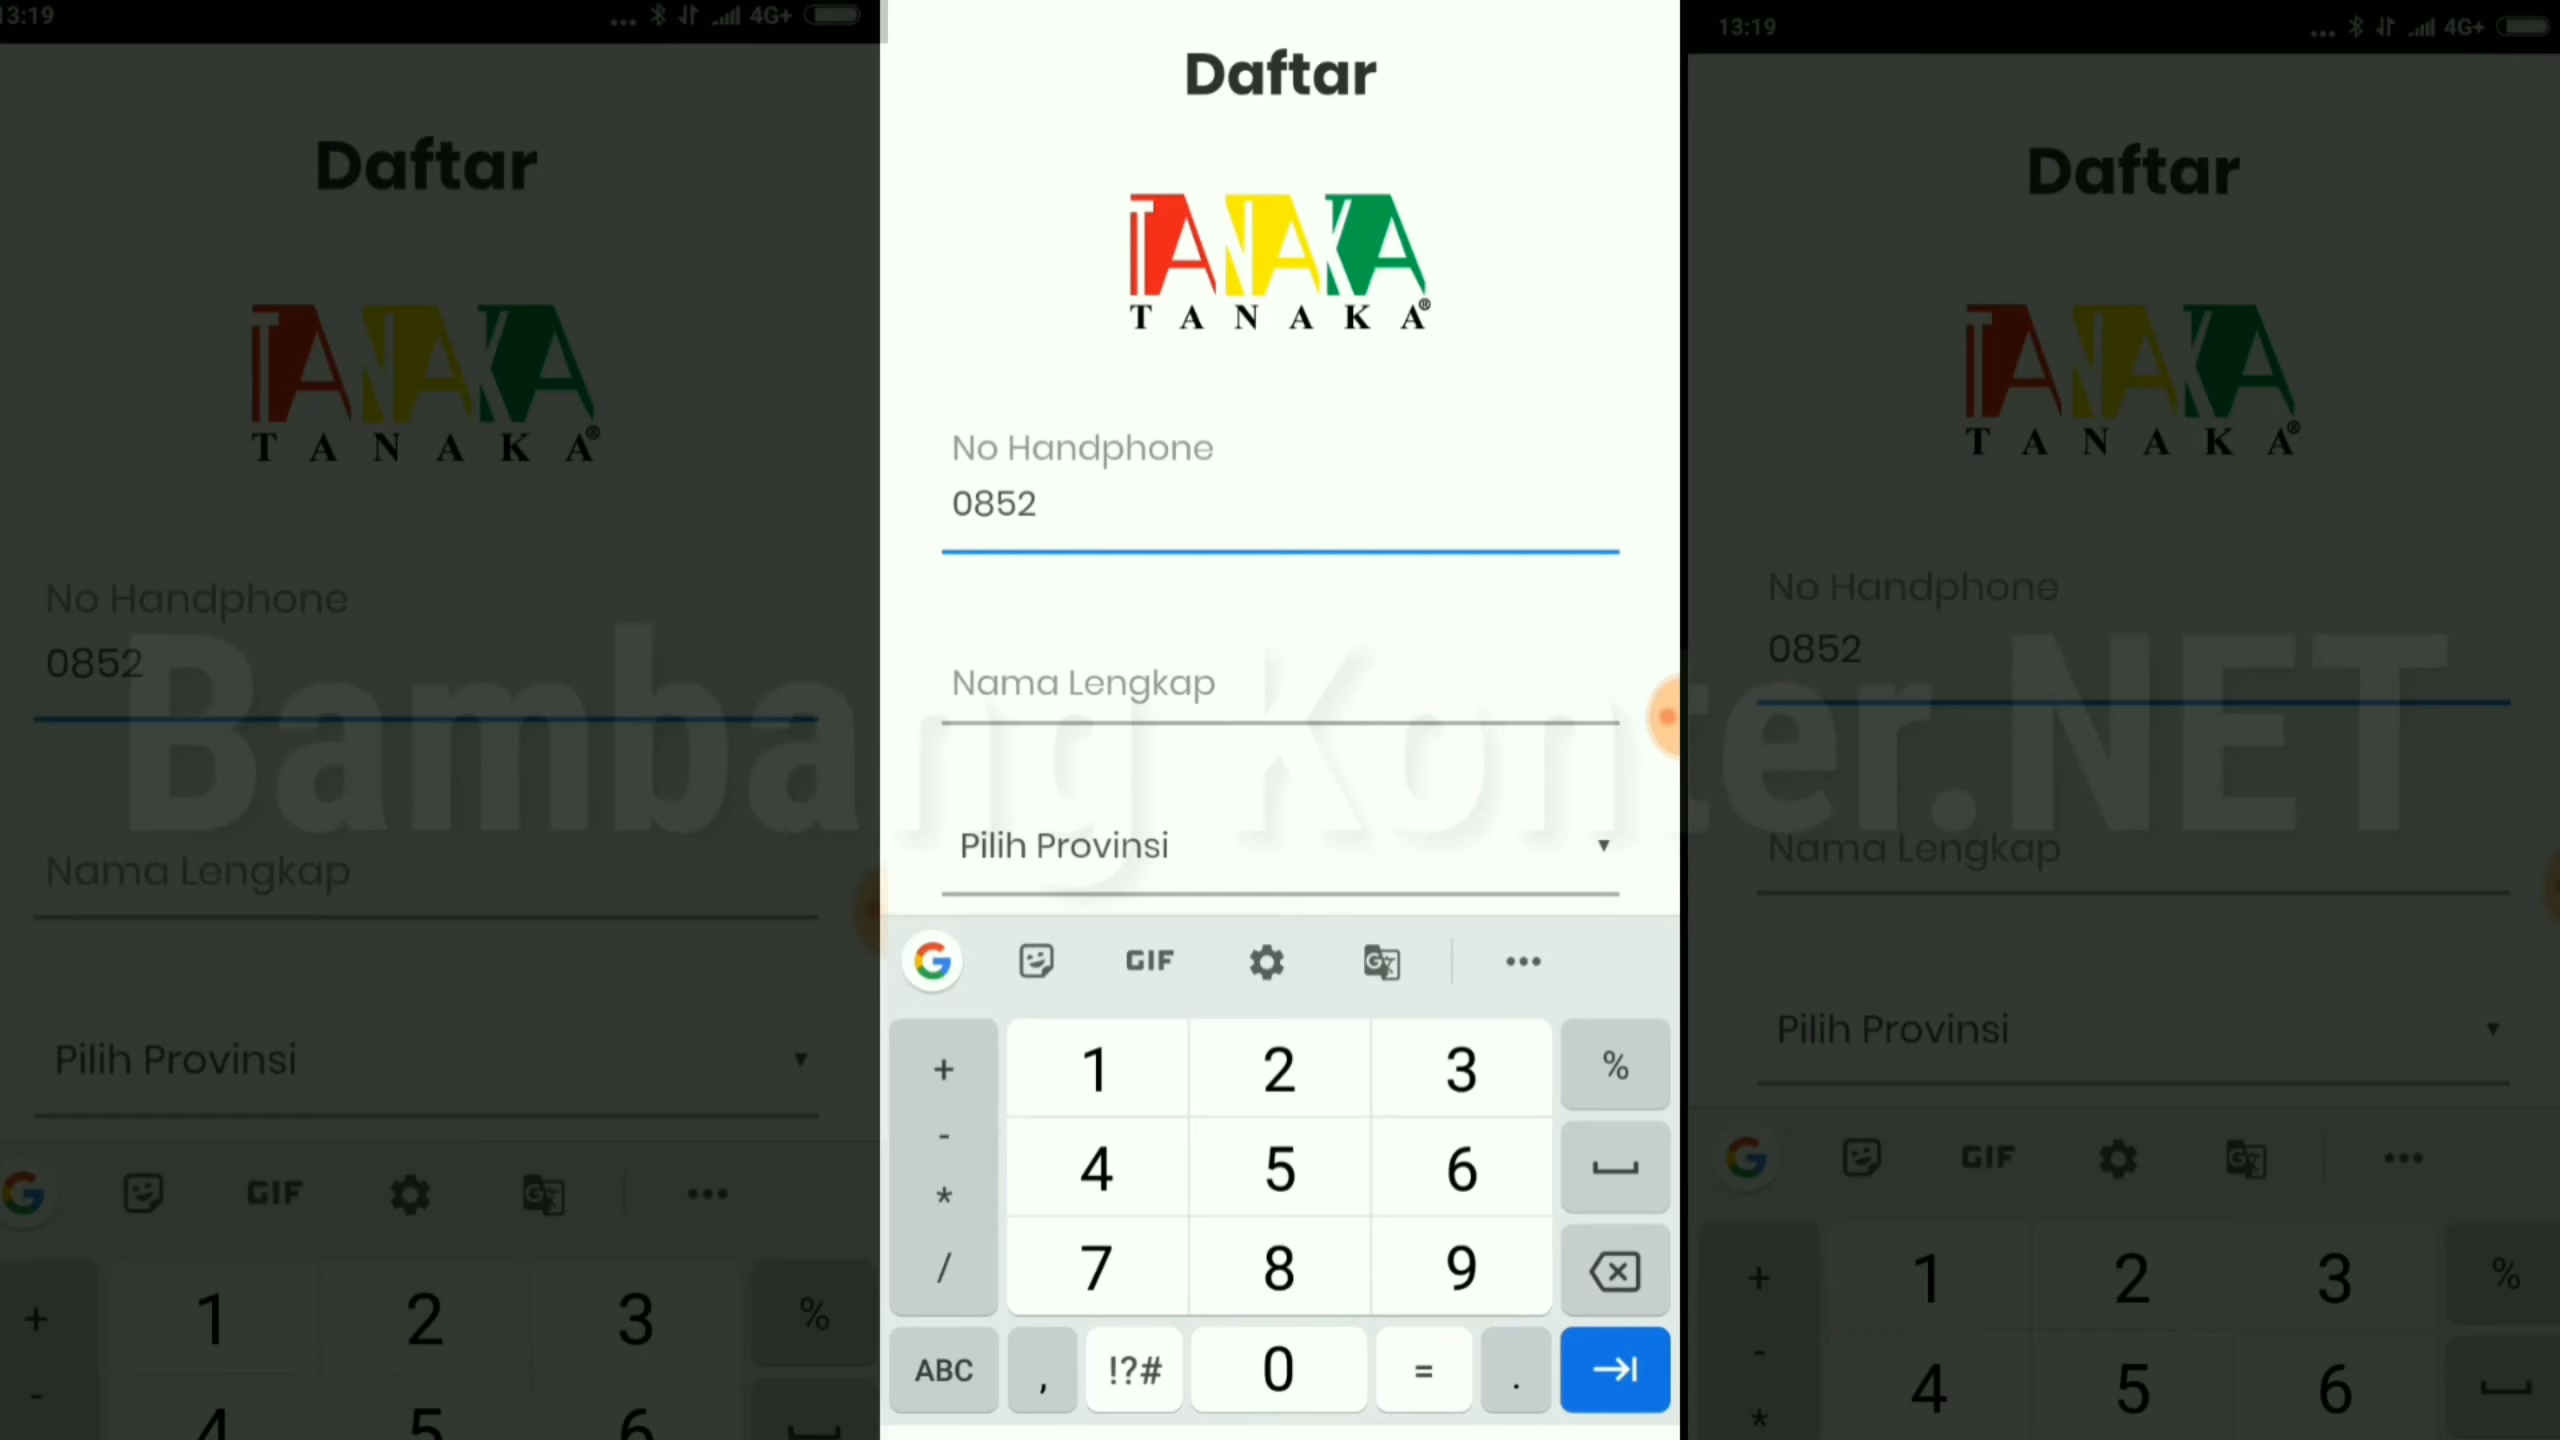 13:19
4G+
Daftar
TANAKA
TANAKA®
No Handphone
0852
Nama Lengkap
Pilih Provinsi
GIF
+
1
2
3
%
-
4
5
6
Daftar
TANAKA
TANAKA®
No Handphone
0852
Nama Lengkap
Pilih Provinsi
G GIF G
+ 1 2 3 %
- 4 5 6
*
/ 7 8 9
ABC , !?# 0 = .
13:19
4G+
Daftar
TANAKA
TANAKA®
No Handphone
0852
Nama Lengkap
Pilih Provinsi
GIF
+
1
2
3
%
-
4
5
6
*
Bambang Konter.NET